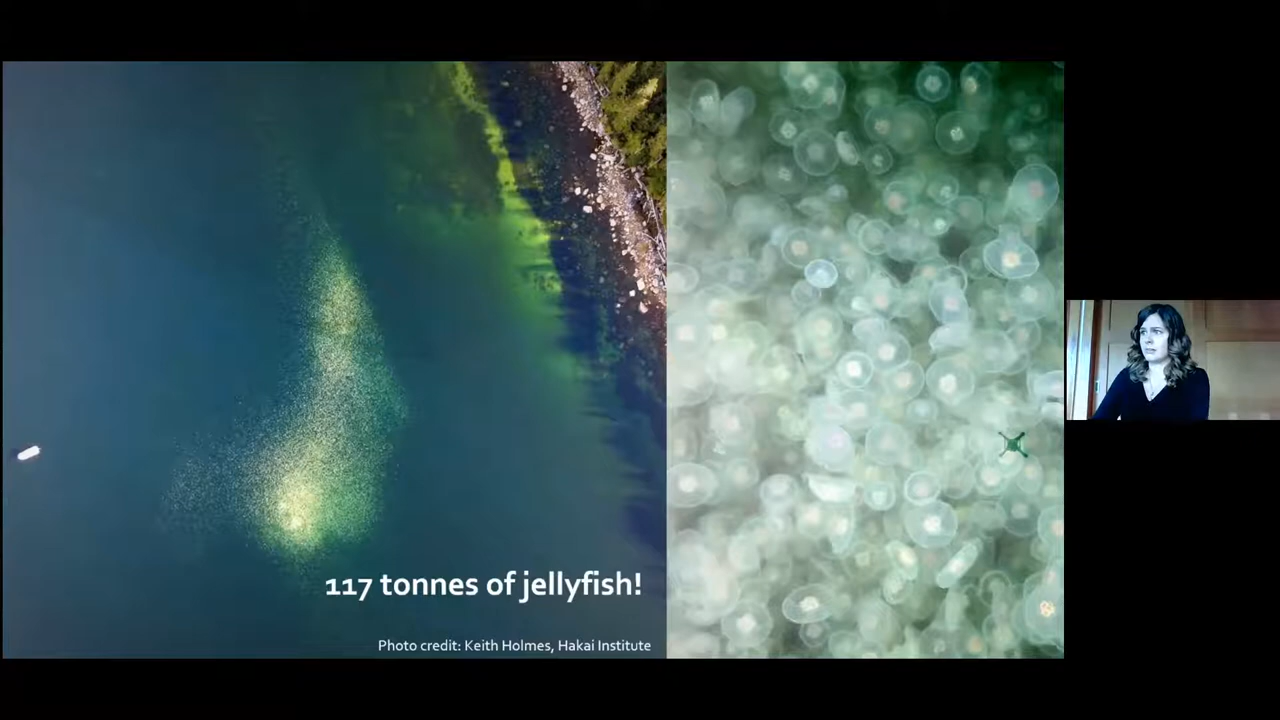 117 tonnes of jellyfish!
Photo credit: Keith Holmes, Hakai Institute